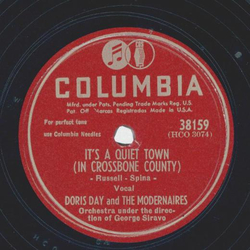 COLUMBIA
Mfrd. under Pats. Pending Trade Marks Reg. U.S.
Pat. Off. Marcas Registradas Made in U.S.A.
For perfect tone
use Columbia Needles
38159
(HCO 3074)
IT'S A QUIET TOWN
(IN CROSSBONE COUNTY)
- Russell - Spina -
Vocal
DORIS DAY and THE MODERNAIRES
Orchestra under the direc-
tion of George Siravo